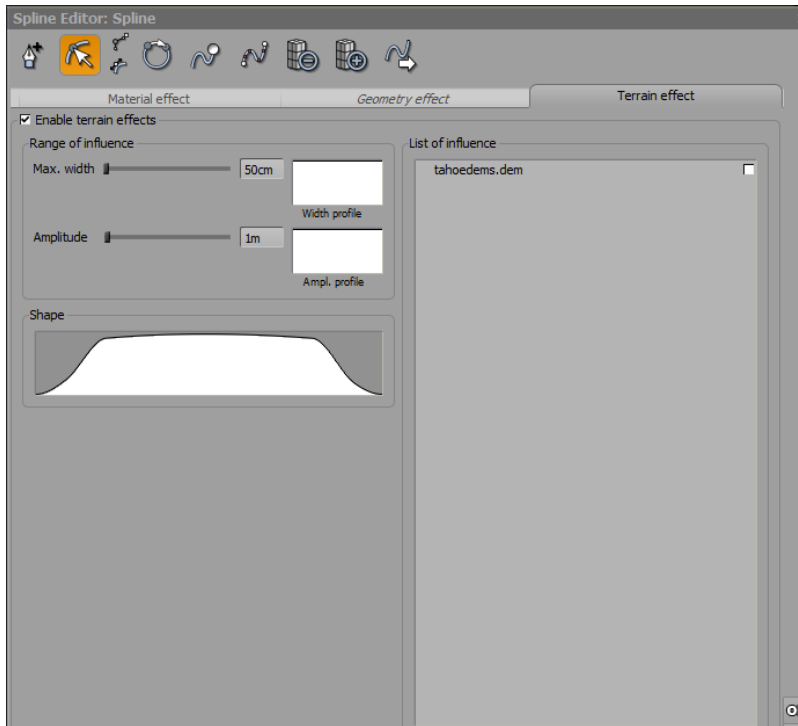 Spline Editor: Spline
Material effect
Geometry effect
Terrain effect
Enable terrain effects
Range of influence
Max. width
50cm
Width profile
Amplitude
1m
Ampl. profile
Shape
List of influence
tahoedems.dem